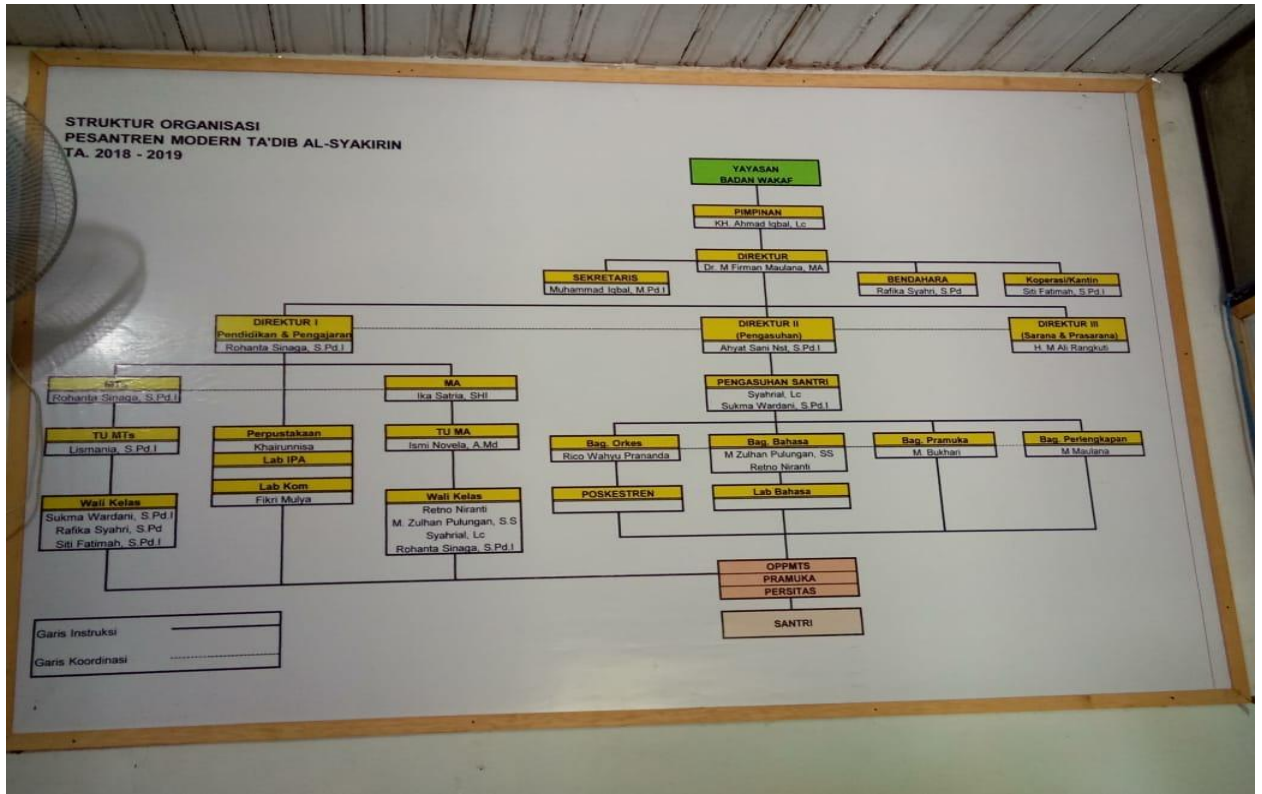 STRUKTUR ORGANISASI
PESANTREN MODERN TA'DIB AL-SYAKIRIN
TA. 2018 - 2019
YAYASAN
BADAN WAKAF
PIMPINAN
KH. Ahmad Iqbal, Lc
DIREKTUR
Dr. M Firman Maulana, MA
SEKRETARIS
Muhammad Iqbal, M.Pd.I
BENDAHARA
Rafika Syahri, S.Pd
Koperasi/Kantin
Siti Fatimah, S.Pd.I
DIREKTUR I
Pendidikan & Pengajaran
Rohanta Sinaga, S.Pd.I
DIREKTUR II
(Pengasuhan)
Ahyat Sani Nst, S.Pd.I
DIREKTUR III
(Sarana & Prasarana)
H. M Ali Rangkuti
MTs
Rohanta Sinaga, S.Pd.I
MA
Ika Satria, SHI
PENGASUHAN SANTRI
Syahrial, Lc
Sukma Wardani, S.Pd.I
TU MTs
Lismania, S.Pd.I
Perpustakaan
Khairunnisa
Lab IPA
Lab Kom
Fikri Mulya
TU MA
Ismi Novela, A.Md
Bag. Orkes
Rico Wahyu Prananda
Bag. Bahasa
M Zulhan Pulungan, SS
Retno Niranti
Bag. Pramuka
M. Bukhari
Bag. Perlengkapan
M Maulana
Wali Kelas
Sukma Wardani, S.Pd.I
Rafika Syahri, S.Pd
Siti Fatimah, S.Pd.I
Wali Kelas
Retno Niranti
M. Zulhan Pulungan, S.S
Syahrial, Lc
Rohanta Sinaga, S.Pd.I
POSKESTREN
Lab Bahasa
OPPMTS
PRAMUKA
PERSITAS
SANTRI
Garis Instruksi
Garis Koordinasi